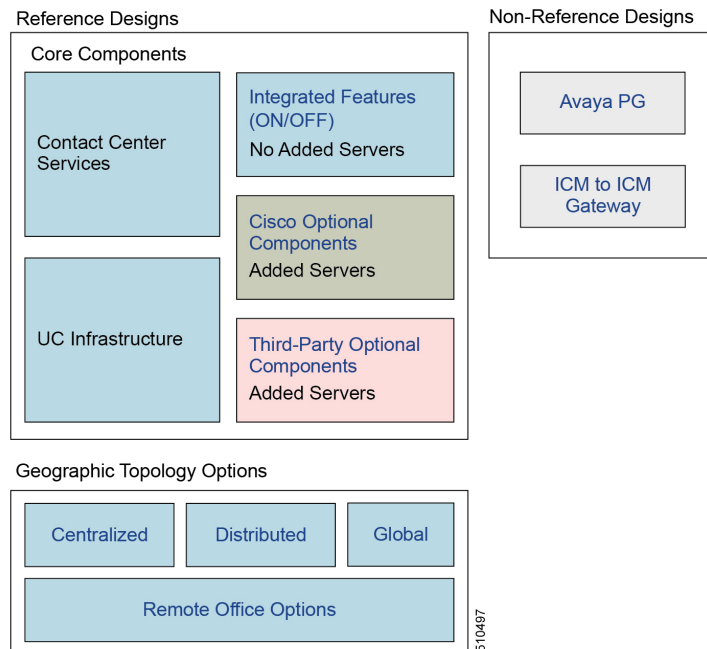 Reference Designs
Core Components
Contact Center
Services
UC Infrastructure
Integrated Features
(ON/OFF)
No Added Servers
Cisco Optional
Components
Added Servers
Third-Party Optional
Components
Added Servers
Non-Reference Designs
Avaya PG
ICM to ICM
Gateway
Geographic Topology Options
Centralized
Distributed
Global
Remote Office Options
510497